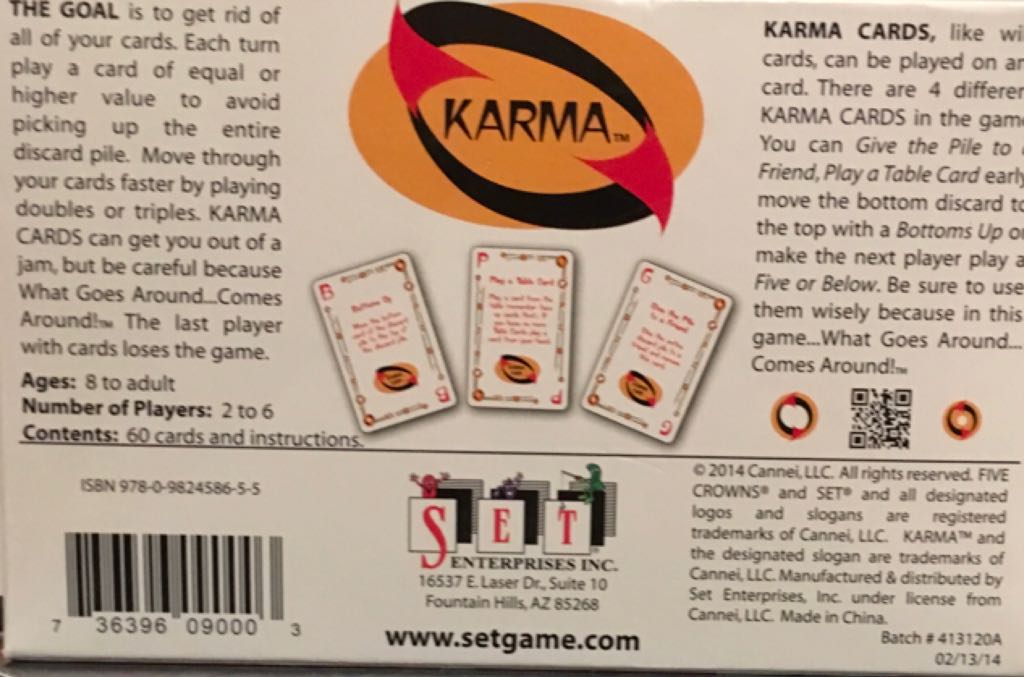 THE GOAL is to get rid of
all of your cards. Each turn
play a card of equal or
higher value to avoid
picking up the entire
discard pile. Move through
your cards faster by playing
doubles or triples. KARMA
CARDS can get you out of a
jam, but be careful because
What Goes Around...Comes
Around!™ The last player
with cards loses the game.
Ages: 8 to adult
Number of Players: 2 to 6
Contents: 60 cards and instructions.
KARMA™
B
Bottoms Up
B
P
Play a Table Card
P
G
Give the Pile
to a Friend
G
KARMA CARDS, like wi
cards, can be played on an
card. There are 4 differen
KARMA CARDS in the game
You can Give the Pile to
Friend, Play a Table Card early
move the bottom discard to
the top with a Bottoms Up o
make the next player play a
Five or Below. Be sure to use
them wisely because in this
game...What Goes Around...
Comes Around!™
ISBN 978-0-9824586-5-5
7 36396 09000 3
SET
ENTERPRISES INC.
16537 E. Laser Dr., Suite 10
Fountain Hills, AZ 85268
www.setgame.com
© 2014 Cannei, LLC. All rights reserved. FIVE
CROWNS® and SET® and all designated
logos and slogans are registered
trademarks of Cannei, LLC. KARMA™ and
the designated slogan are trademarks of
Cannei, LLC. Manufactured & distributed by
Set Enterprises, Inc. under license from
Cannei, LLC. Made in China.
Batch # 413120A
02/13/14